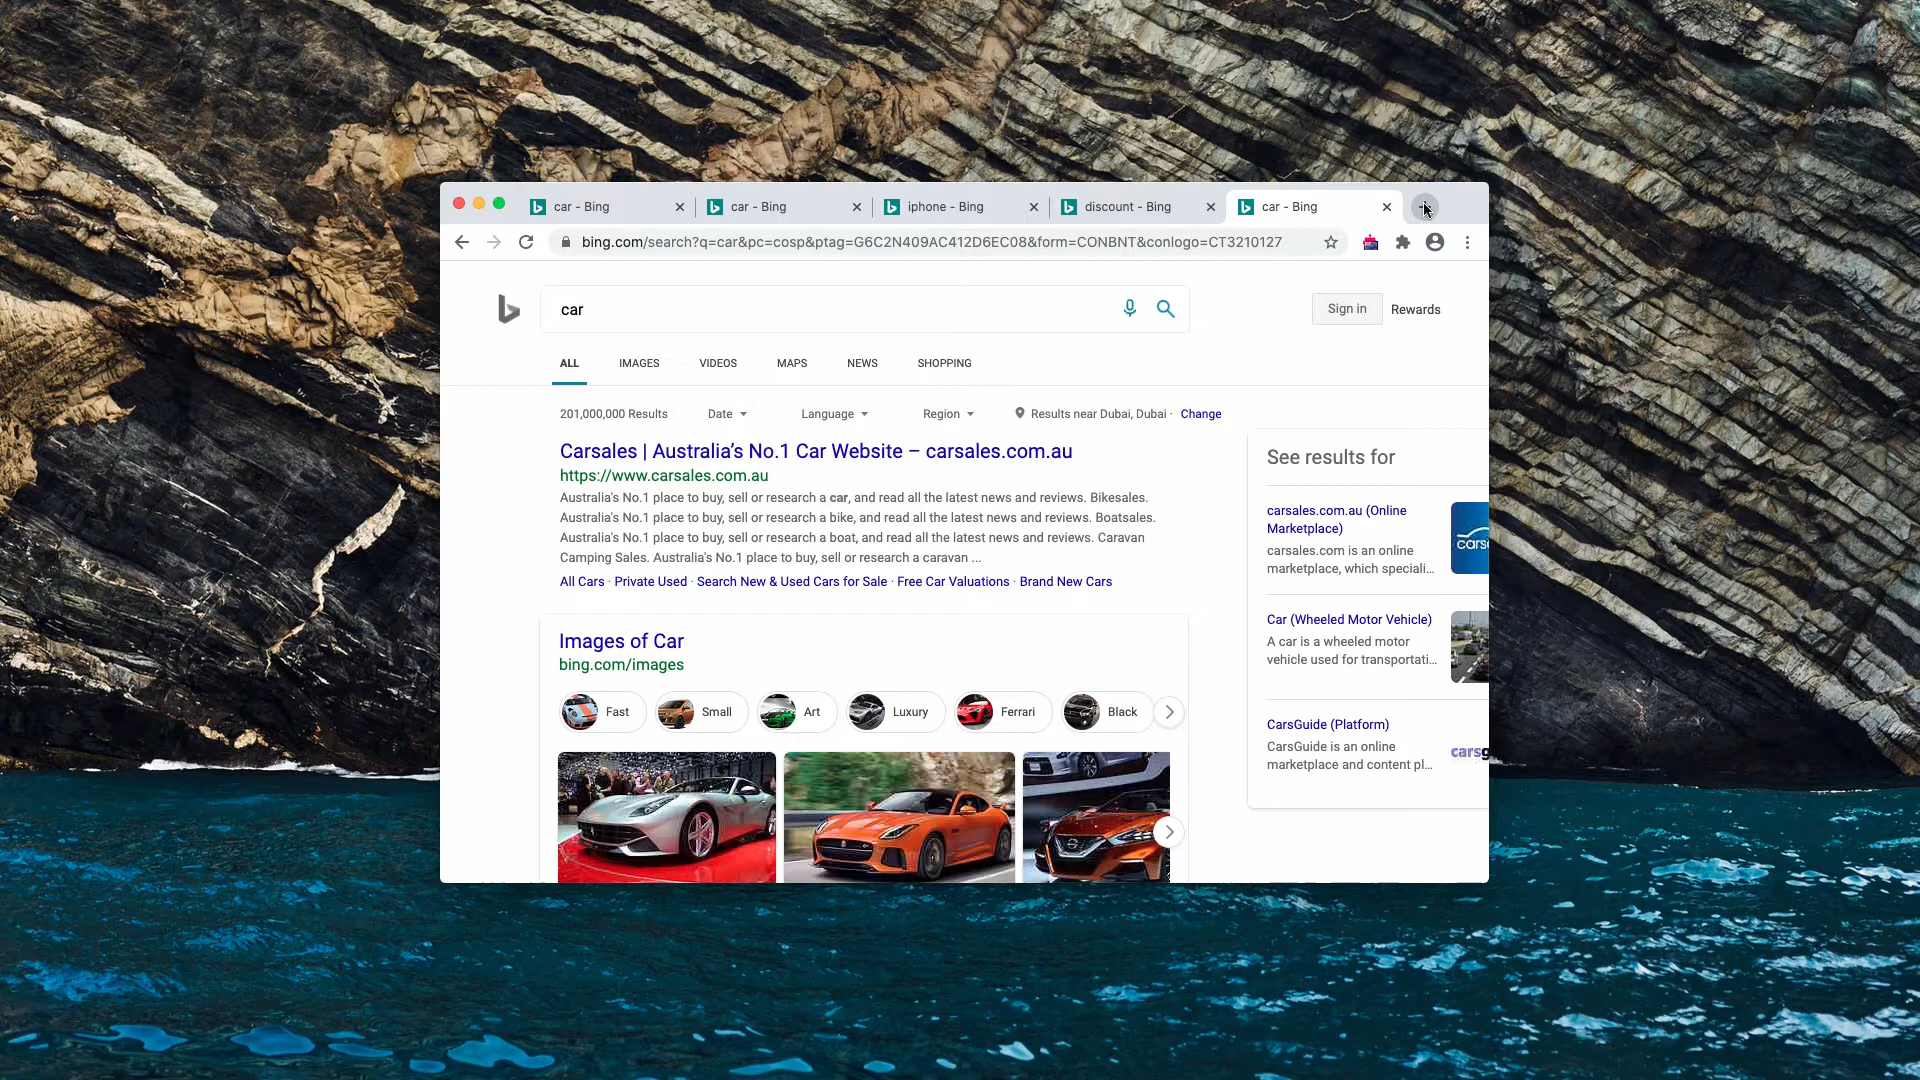 car - Bing
car - Bing
iphone - Bing
discount - Bing
car - Bing
bing.com/search?q=car&pc=cosp&ptag=G6C2N409AC412D6EC08&form=CONBNT&conlogo=CT3210127
car
Sign in
Rewards
ALL
IMAGES
VIDEOS
MAPS
NEWS
SHOPPING
201,000,000 Results
Date
Language
Region
Results near Dubai, Dubai · Change
Carsales | Australia’s No.1 Car Website – carsales.com.au
https://www.carsales.com.au
Australia's No.1 place to buy, sell or research a car, and read all the latest news and reviews. Bikesales.
Australia's No.1 place to buy, sell or research a bike, and read all the latest news and reviews. Boatsales.
Australia's No.1 place to buy, sell or research a boat, and read all the latest news and reviews. Caravan
Camping Sales. Australia's No.1 place to buy, sell or research a caravan ...
All Cars · Private Used · Search New & Used Cars for Sale · Free Car Valuations · Brand New Cars
Images of Car
bing.com/images
Fast
Small
Art
Luxury
Ferrari
Black
See results for
carsales.com.au (Online
Marketplace)
carsales.com is an online
marketplace, which speciali...
cars
Car (Wheeled Motor Vehicle)
A car is a wheeled motor
vehicle used for transportati...
CarsGuide (Platform)
CarsGuide is an online
marketplace and content pl...
carsg